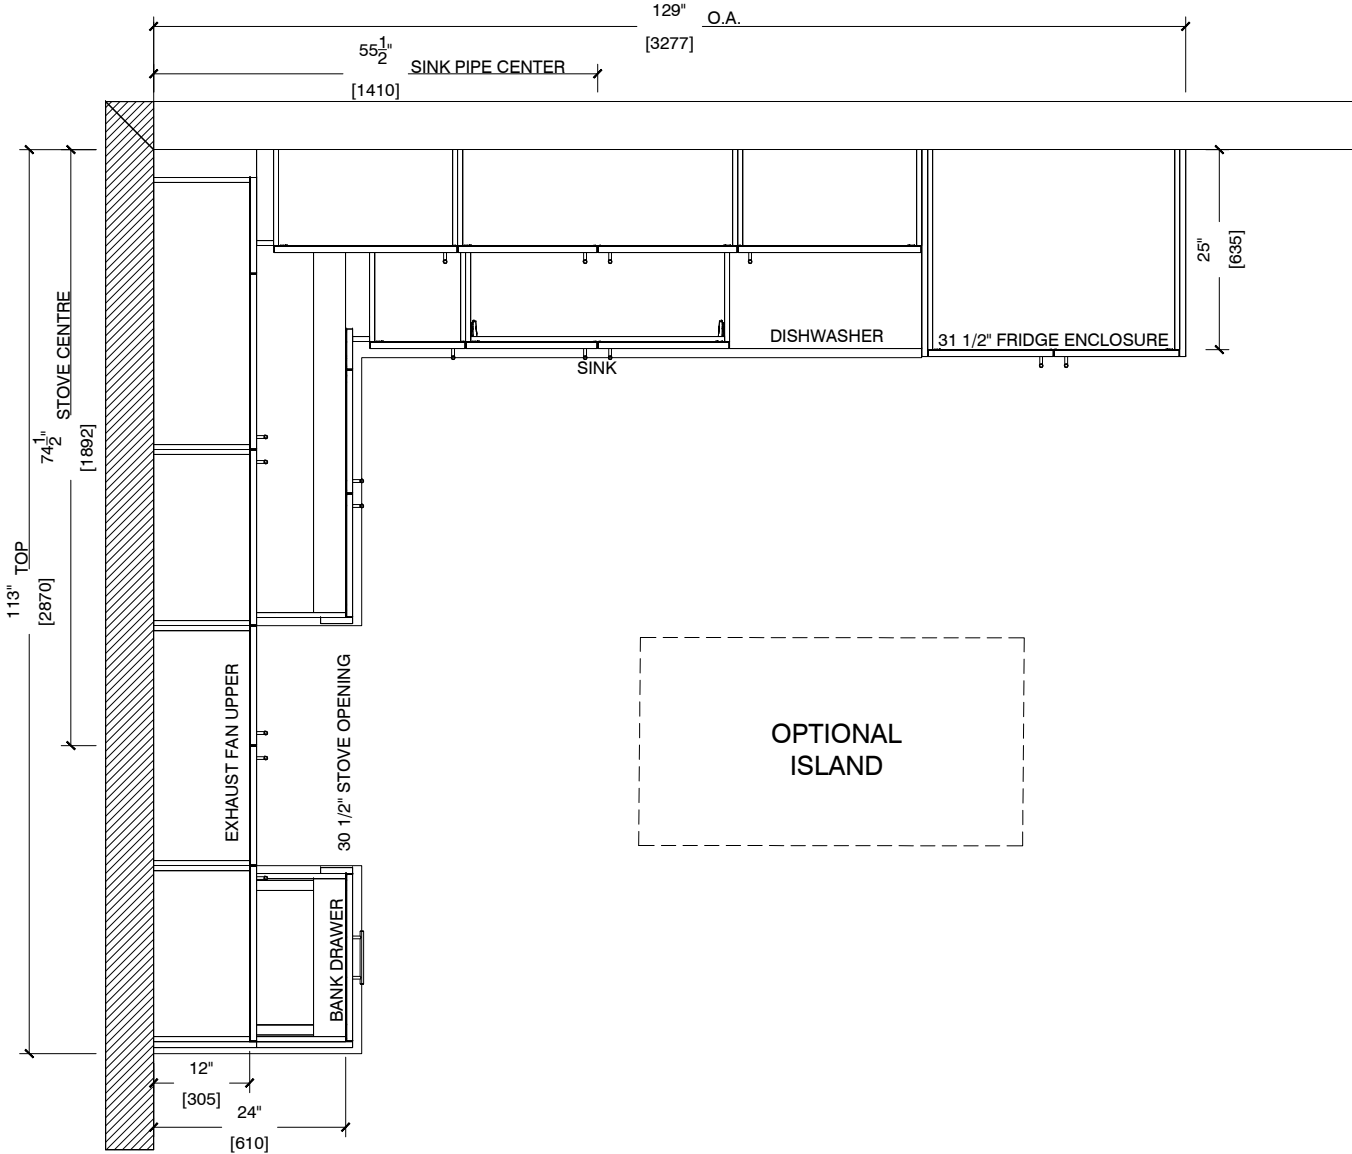 129" O.A.
[3277]
55 1/2" SINK PIPE CENTER
[1410]
25"
[635]
DISHWASHER
31 1/2" FRIDGE ENCLOSURE
SINK
74 1/2" STOVE CENTRE
[1892]
113" TOP
[2870]
EXHAUST FAN UPPER
30 1/2" STOVE OPENING
OPTIONAL
ISLAND
BANK DRAWER
12"
[305]
24"
[610]